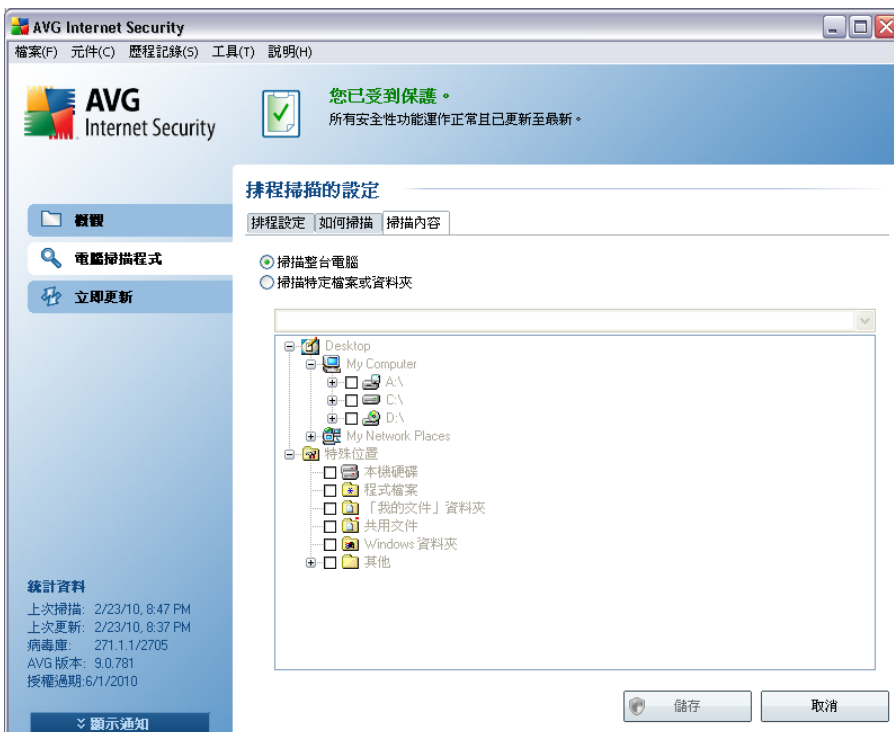 AVG Internet Security
檔案(F) 元件(C) 歷程記錄(S) 工具(T) 說明(H)
AVG
Internet Security
您已受到保護。
所有安全性功能運作正常且已更新至最新。
排程掃描的設定
概觀
電腦掃描程式
立即更新
排程設定 如何掃描 掃描內容
掃描整台電腦
掃描特定檔案或資料夾
Desktop
My Computer
A:\
C:\
D:\
My Network Places
特殊位置
本機硬碟
程式檔案
「我的文件」資料夾
共用文件
Windows 資料夾
其他
統計資料
上次掃描: 2/23/10, 8:47 PM
上次更新: 2/23/10, 8:37 PM
病毒庫: 271.1.1/2705
AVG 版本: 9.0.781
授權過期:6/1/2010
顯示通知
儲存 取消